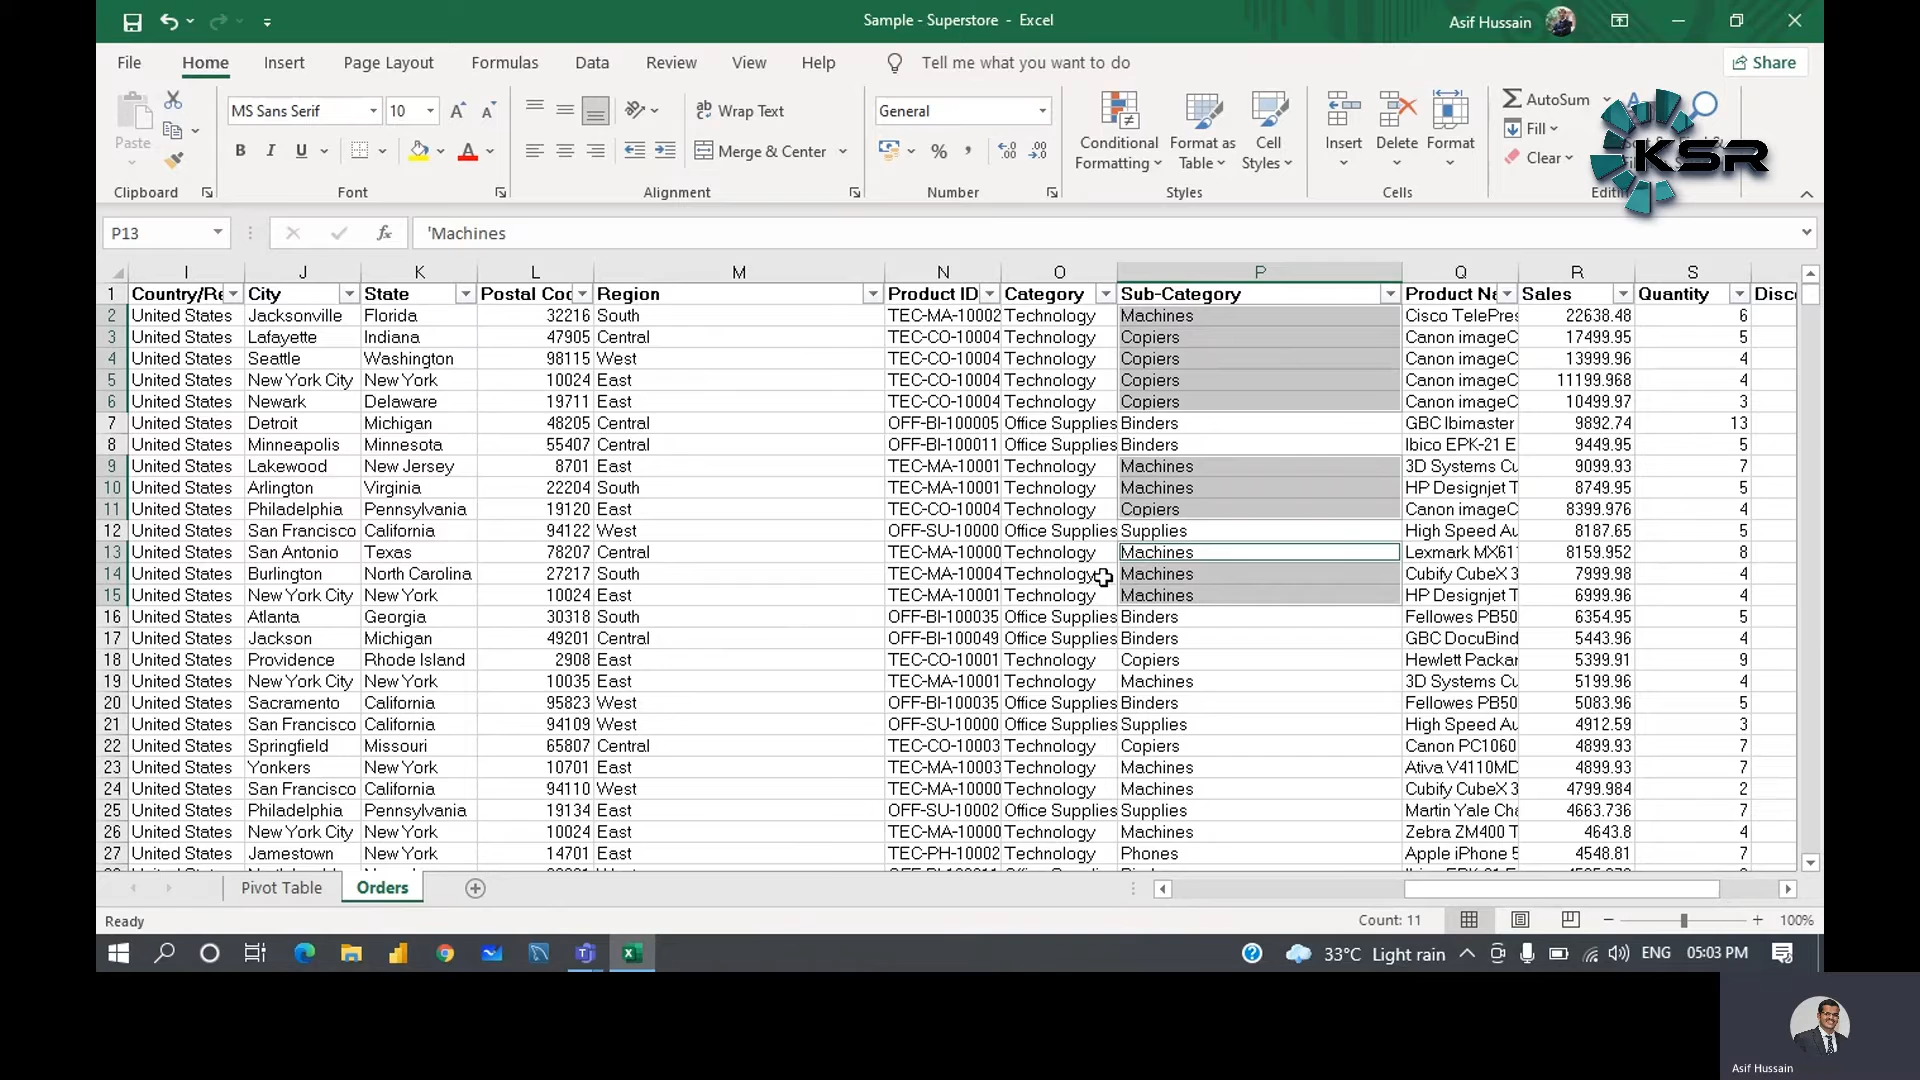 Sample - Superstore - Excel
Asif Hussain
File Home Insert Page Layout Formulas Data Review View Help Tell me what you want to do Share
Paste
MS Sans Serif 10
B I U
Wrap Text
Merge & Center
General
%
Conditional Formatting
Format as Table
Cell Styles
Insert
Delete
Format
AutoSum
Fill
Clear
KSR
Clipboard Font Alignment Number Styles Cells
P13 fx 'Machines
I J K L M N O P Q R S
1 Country/Re City State Postal Coc Region Product ID Category Sub-Category Product Na Sales Quantity Disco
2 United States Jacksonville Florida 32216 South TEC-MA-10002 Technology Machines Cisco TelePres 22638.48 6
3 United States Lafayette Indiana 47905 Central TEC-CO-10004 Technology Copiers Canon imageC 17499.95 5
4 United States Seattle Washington 98115 West TEC-CO-10004 Technology Copiers Canon imageC 13999.96 4
5 United States New York City New York 10024 East TEC-CO-10004 Technology Copiers Canon imageC 11199.968 4
6 United States Newark Delaware 19711 East TEC-CO-10004 Technology Copiers Canon imageC 10499.97 3
7 United States Detroit Michigan 48205 Central OFF-BI-100005 Office Supplies Binders GBC Ibimaster 9892.74 13
8 United States Minneapolis Minnesota 55407 Central OFF-BI-100011 Office Supplies Binders Ibico EPK-21 E 9449.95 5
9 United States Lakewood New Jersey 8701 East TEC-MA-10001 Technology Machines 3D Systems Cu 9099.93 7
10 United States Arlington Virginia 22204 South TEC-MA-10001 Technology Machines HP Designjet T 8749.95 5
11 United States Philadelphia Pennsylvania 19120 East TEC-CO-10004 Technology Copiers Canon imageC 8399.976 4
12 United States San Francisco California 94122 West OFF-SU-10000 Office Supplies Supplies High Speed Au 8187.65 5
13 United States San Antonio Texas 78207 Central TEC-MA-10000 Technology Machines Lexmark MX61 8159.952 8
14 United States Burlington North Carolina 27217 South TEC-MA-10004 Technology Machines Cubify CubeX 3 7999.98 4
15 United States New York City New York 10024 East TEC-MA-10001 Technology Machines HP Designjet T 6999.96 4
16 United States Atlanta Georgia 30318 South OFF-BI-100035 Office Supplies Binders Fellowes PB50 6354.95 5
17 United States Jackson Michigan 49201 Central OFF-BI-100049 Office Supplies Binders GBC DocuBind 5443.96 4
18 United States Providence Rhode Island 2908 East TEC-CO-10001 Technology Copiers Hewlett Packar 5399.91 9
19 United States New York City New York 10035 East TEC-MA-10001 Technology Machines 3D Systems Cu 5199.96 4
20 United States Sacramento California 95823 West OFF-BI-100035 Office Supplies Binders Fellowes PB50 5083.96 5
21 United States San Francisco California 94109 West OFF-SU-10000 Office Supplies Supplies High Speed Au 4912.59 3
22 United States Springfield Missouri 65807 Central TEC-CO-10003 Technology Copiers Canon PC1060 4899.93 7
23 United States Yonkers New York 10701 East TEC-MA-10003 Technology Machines Ativa V4110MD 4899.93 7
24 United States San Francisco California 94110 West TEC-MA-10000 Technology Machines Cubify CubeX 3 4799.984 2
25 United States Philadelphia Pennsylvania 19134 East OFF-SU-10002 Office Supplies Supplies Martin Yale Cha 4663.736 7
26 United States New York City New York 10024 East TEC-MA-10000 Technology Machines Zebra ZM400 T 4643.8 4
27 United States Jamestown New York 14701 East TEC-PH-10002 Technology Phones Apple iPhone 5 4548.81 7
Pivot Table Orders
Ready Count: 11 100%
33°C Light rain ENG 05:03 PM
Asif Hussain